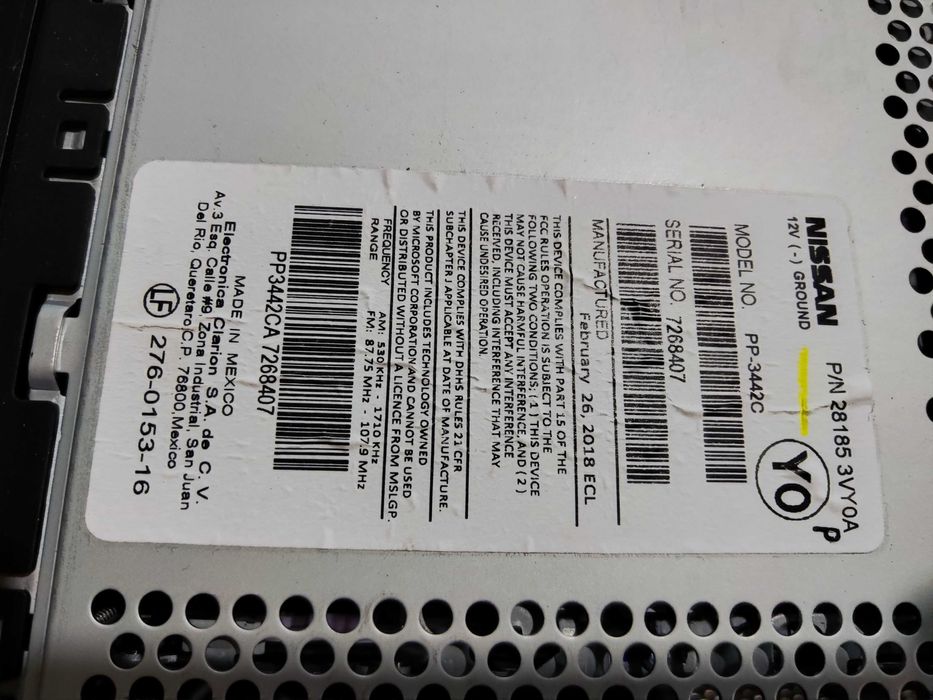 NISSAN P/N 28185 3VY0A
12V (-) GROUND
YO
P
MODEL NO. PP-3442C
SERIAL NO. 7268407
MANUFACTURED February 26, 2018 ECL
THIS DEVICE COMPLIES WITH PART 15 OF THE
FCC RULES OPERATION IS SUBJECT TO THE
FOLLOWING TWO CONDITIONS; (1) THIS DEVICE
MAY NOT CAUSE HARMFUL INTERFERENCE, AND (2)
THIS DEVICE MUST ACCEPT ANY INTERFERENCE
RECEIVED, INCLUDING INTERFERENCE THAT MAY
CAUSE UNDESIRED OPERATION.
THIS DEVICE COMPLIES WITH DHHS RULES 21 CFR
SUBCHAPTER J APPLICABLE AT DATE OF MANUFACTURE.
THIS PRODUCT INCLUDES TECHNOLOGY OWNED
BY MICROSOFT CORPORATION AND CANNOT BE USED
OR DISTRIBUTED WITHOUT A LICENCE FROM MSLGP.
FREQUENCY AM: 530KHz - 1710 KHz
RANGE FM: 87.75 MHz - 107.9 MHz
PP3442CA 7268407
MADE IN MEXICO
Electronica Clarion S.A. de C. V.
Av.3 Esq. Calle #9 Zona Industrial, San Juan
Del Rio, Queretaro C.P. 76800, Mexico
LF 276-0153-16